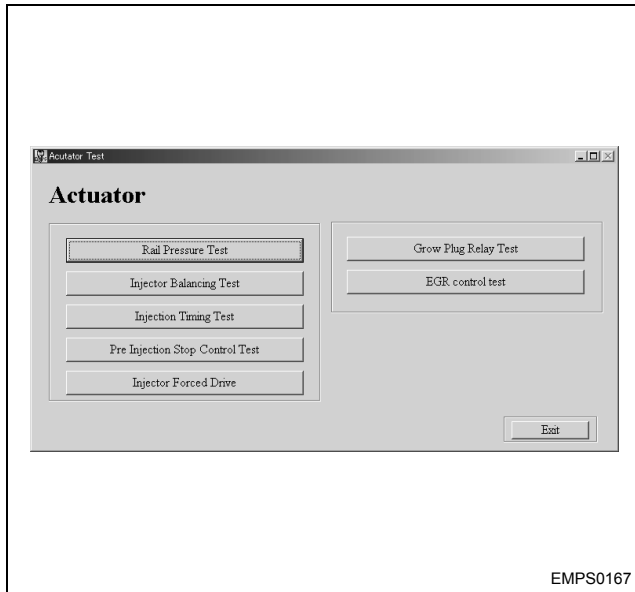 Acutator Test
Actuator
Rail Pressure Test
Injector Balancing Test
Injection Timing Test
Pre Injection Stop Control Test
Injector Forced Drive
Grow Plug Relay Test
EGR control test
Exit
EMPS0167